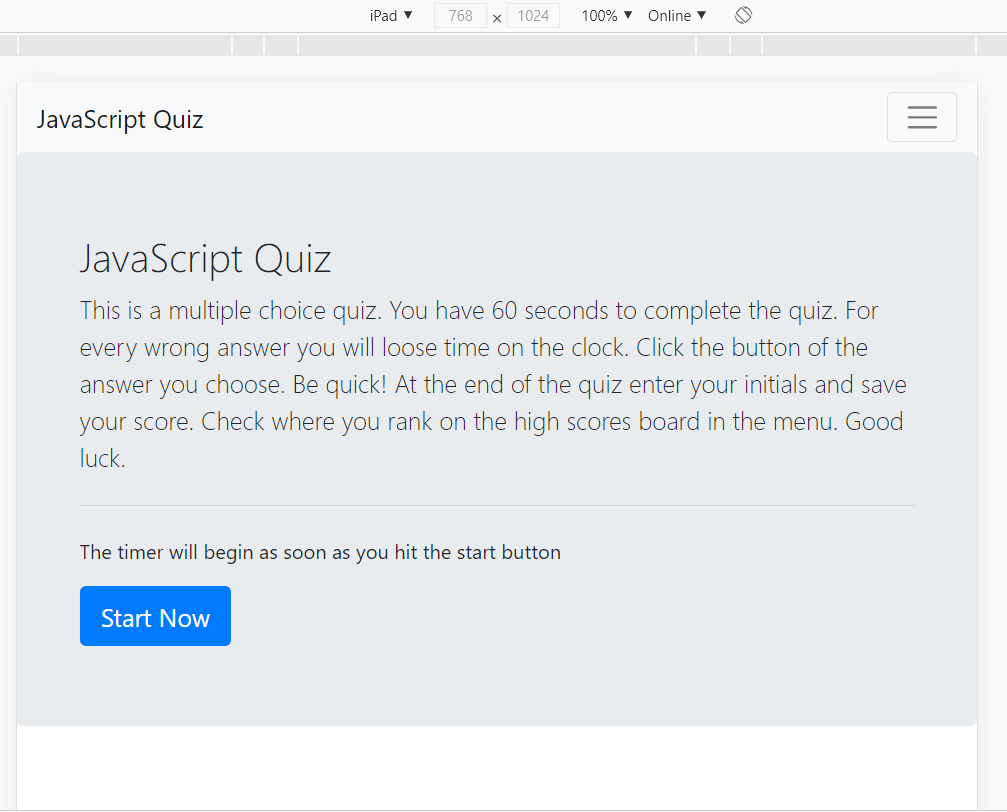 iPad ▼ 768 × 1024 100% ▼ Online ▼
JavaScript Quiz
JavaScript Quiz
This is a multiple choice quiz. You have 60 seconds to complete the quiz. For
every wrong answer you will loose time on the clock. Click the button of the
answer you choose. Be quick! At the end of the quiz enter your initials and save
your score. Check where you rank on the high scores board in the menu. Good
luck.
The timer will begin as soon as you hit the start button
Start Now